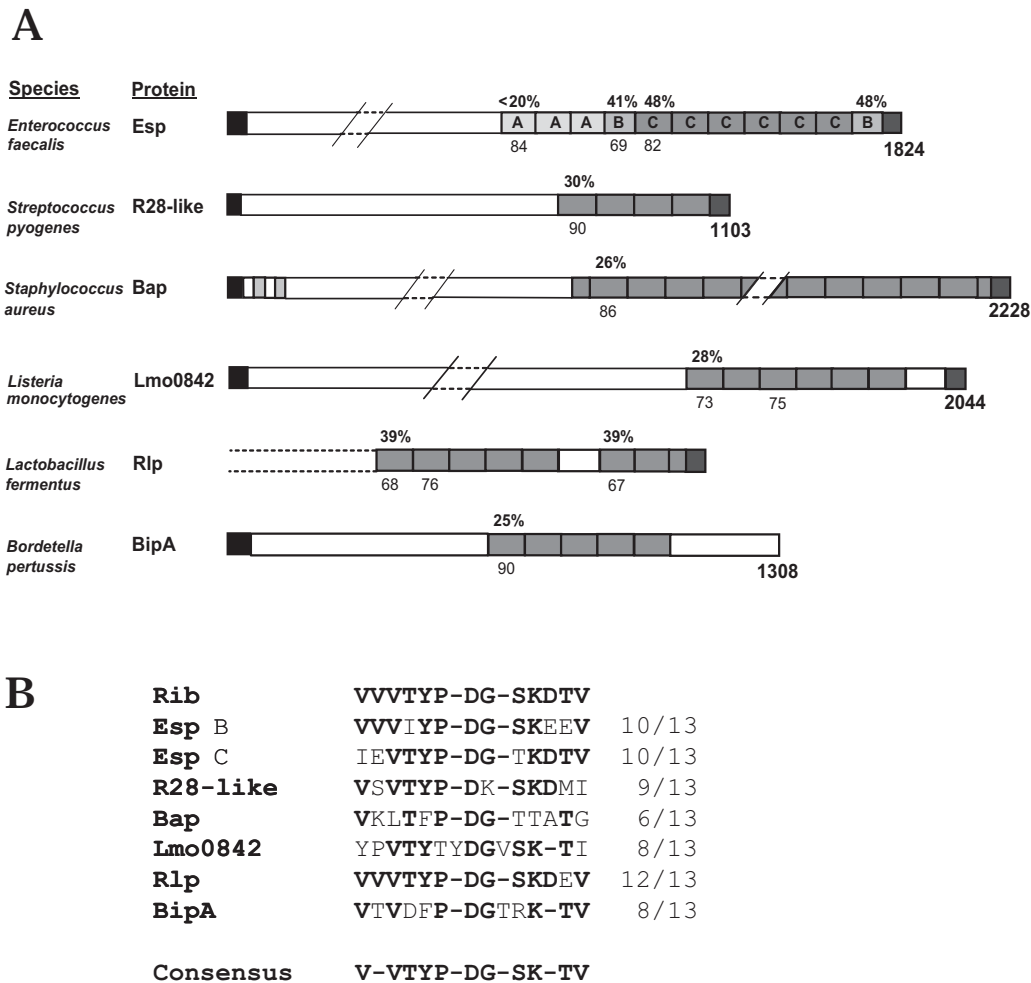 A
Species Protein
<20% 41% 48% 48%
Enterococcus faecalis Esp
A A A B C C C C C C B
84 69 82 1824
30%
Streptococcus pyogenes R28-like
90 1103
26%
Staphylococcus aureus Bap
86 2228
28%
Listeria monocytogenes Lmo0842
73 75 2044
39% 39%
Lactobacillus fermentus Rlp
68 76 67
25%
Bordetella pertussis BipA
90 1308
B
Rib VVVTYP-DG-SKDTV
Esp B VVVIYP-DG-SKEEV 10/13
Esp C IEVTYP-DG-TKDTV 10/13
R28-like VSVTYP-DK-SKDMI 9/13
Bap VKLTFP-DG-TTATG 6/13
Lmo0842 YPVTYTYDGVSK-TI 8/13
Rlp VVVTYP-DG-SKDEV 12/13
BipA VTVDFP-DGTRK-TV 8/13
Consensus V-VTYP-DG-SK-TV